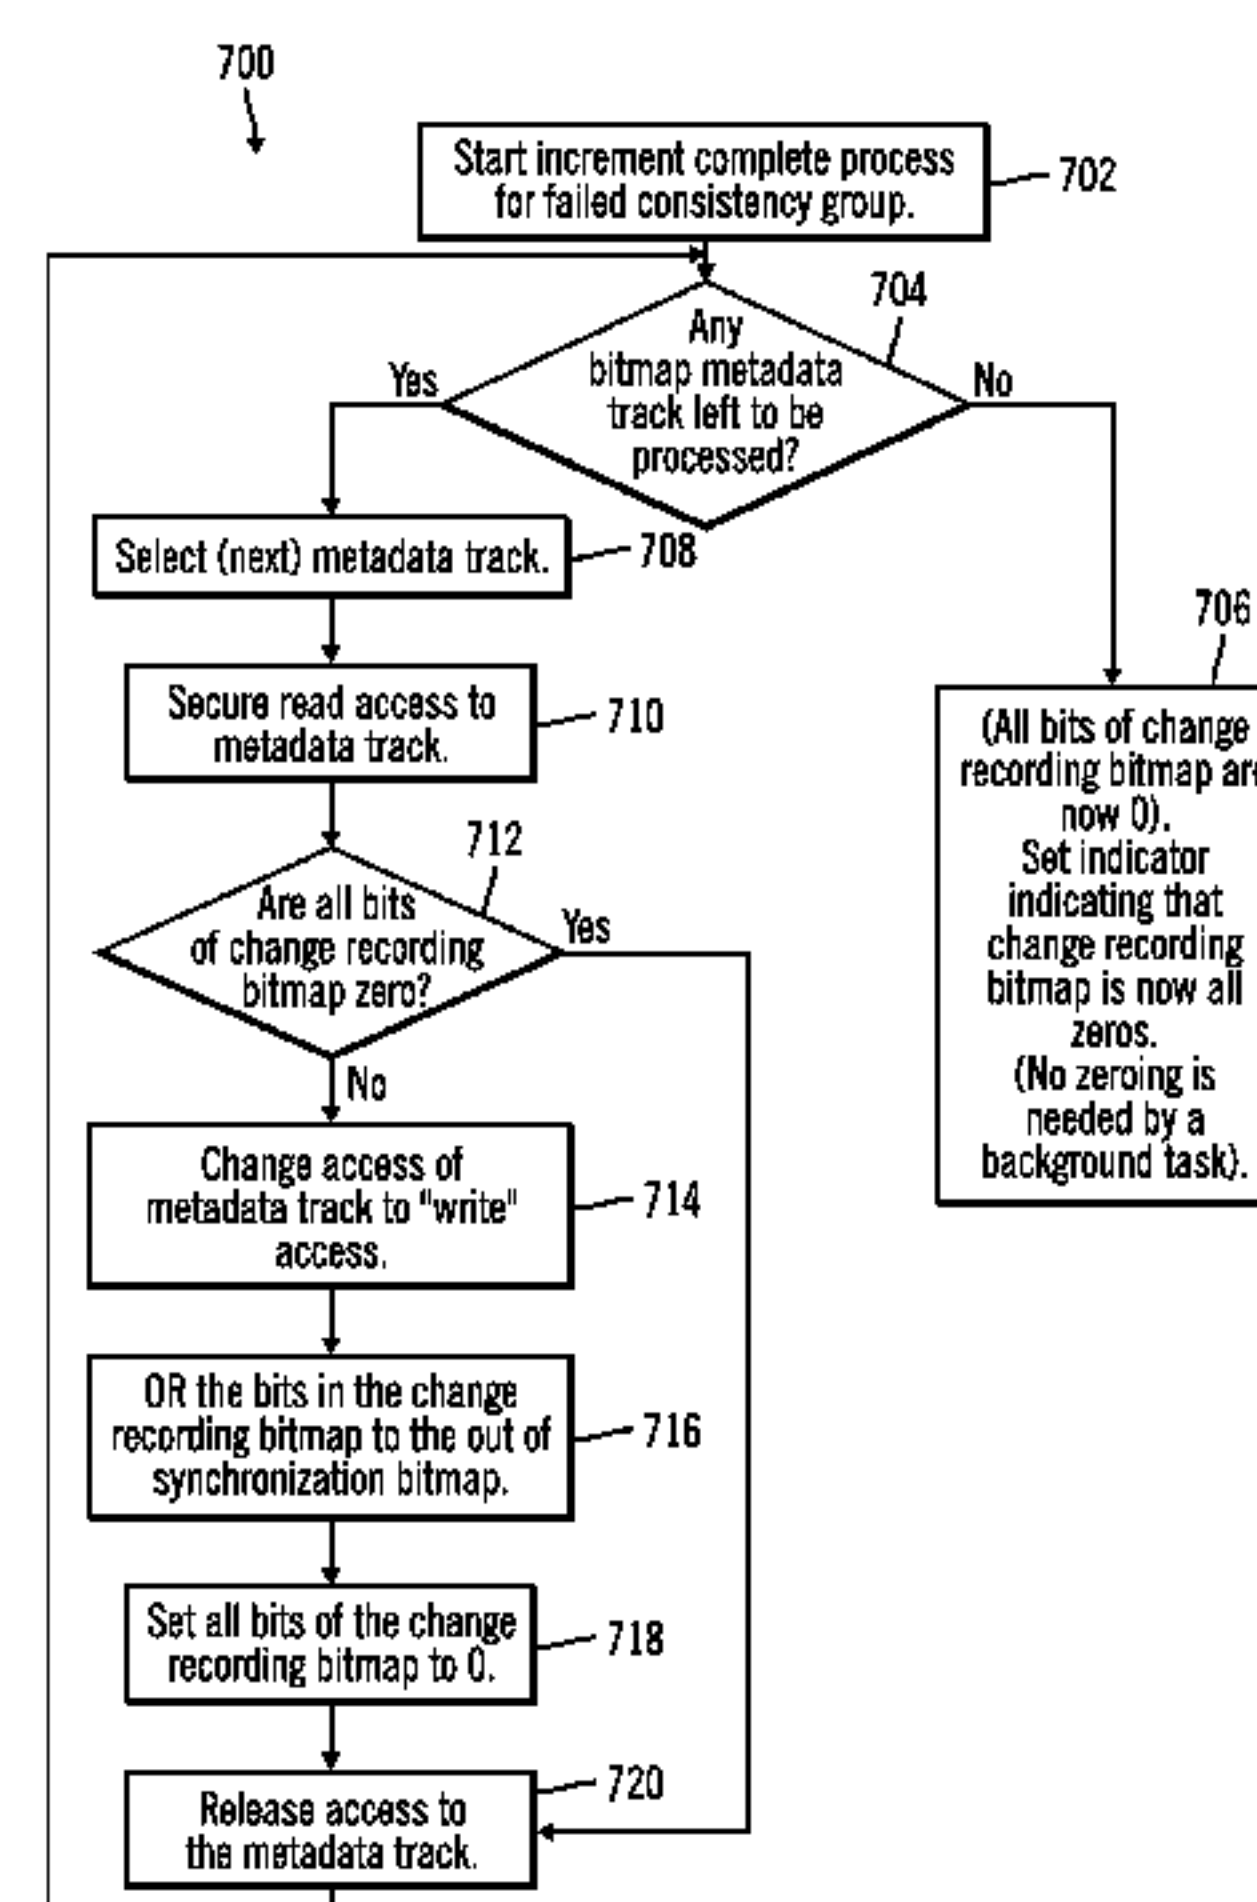 700
Start increment complete process
for failed consistency group.
702
704
Any
bitmap metadata
track left to be
processed?
Yes
No
Select (next) metadata track.
708
706
Secure read access to
metadata track.
710
(All bits of change
recording bitmap are
now 0).
Set indicator
indicating that
change recording
bitmap is now all
zeros.
(No zeroing is
needed by a
background task).
712
Are all bits
of change recording
bitmap zero?
Yes
No
Change access of
metadata track to "write"
access.
714
OR the bits in the change
recording bitmap to the out of
synchronization bitmap.
716
Set all bits of the change
recording bitmap to 0.
718
720
Release access to
the metadata track.